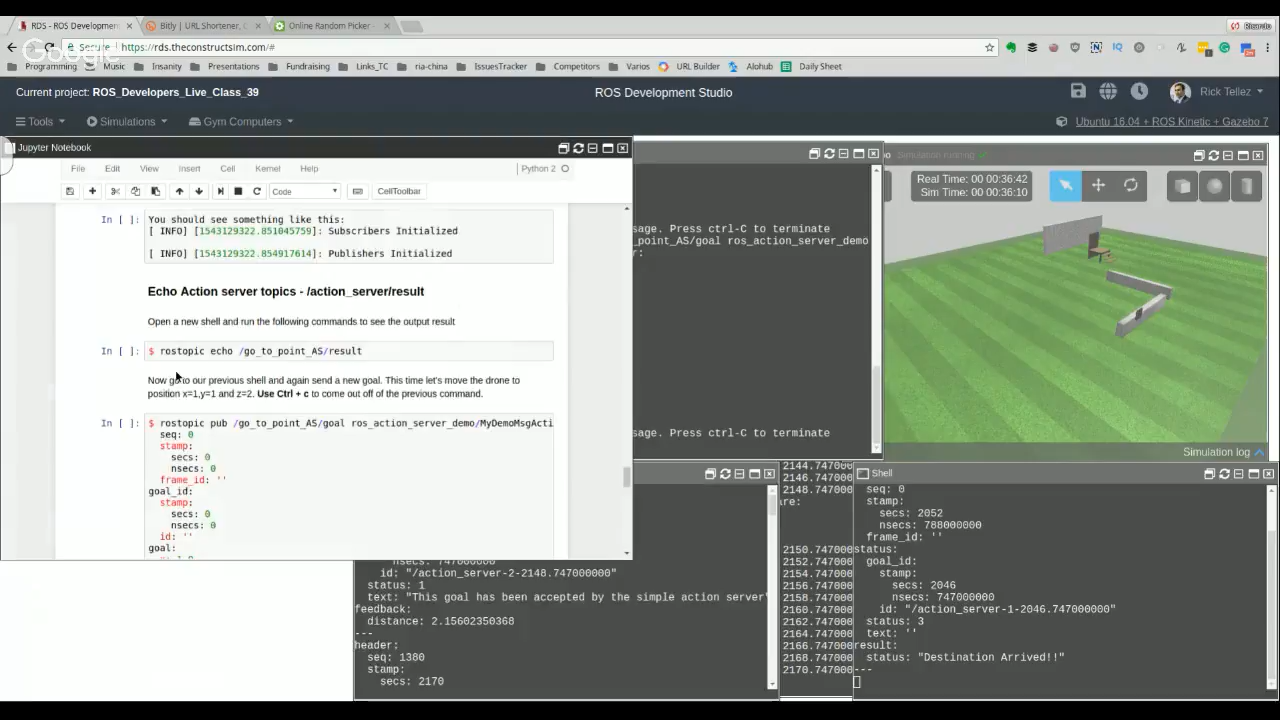 RDS - ROS Developmen
Bitly | URL Shortener, C
Online Random Picker -
Ricardo
Google
Secure
https://rds.theconstructsim.com/#
Programming
Music
Insanity
Presentations
Fundraising
Links_TC
ria-china
IssuesTracker
Competitors
Varios
URL Builder
Alohub
Daily Sheet
Current project: ROS_Developers_Live_Class_39
ROS Development Studio
Rick Tellez
Tools
Simulations
Gym Computers
Ubuntu 16.04 + ROS Kinetic + Gazebo 7
Jupyter Notebook
File Edit View Insert Cell Kernel Help
Python 2
Code
CellToolbar
In [ ]: You should see something like this:
[ INFO] [1543129322.851045759]: Subscribers Initialized
[ INFO] [1543129322.854917614]: Publishers Initialized
Echo Action server topics - /action_server/result
Open a new shell and run the following commands to see the output result
In [ ]: $ rostopic echo /go_to_point_AS/result
Now go to our previous shell and again send a new goal. This time let's move the drone to
position x=1,y=1 and z=2. Use Ctrl + c to come out off of the previous command.
In [ ]: $ rostopic pub /go_to_point_AS/goal ros_action_server_demo/MyDemoMsgActi
seq: 0
stamp:
secs: 0
nsecs: 0
frame_id: ''
goal_id:
stamp:
secs: 0
nsecs: 0
id: ''
goal:
sage. Press ctrl-C to terminate
_point_AS/goal ros_action_server_demo
r:
sage. Press ctrl-C to terminate
o
Simulation running
Real Time: 00 00:36:42
Sim Time: 00 00:36:10
Simulation log
nsecs: 747000000
id: "/action_server-2-2148.747000000"
status: 1
text: "This goal has been accepted by the simple action server"
feedback:
distance: 2.15602350368
---
header:
seq: 1380
stamp:
secs: 2170
2144.747000
2146.747000
2148.747000
re:
2150.747000
2152.747000
2154.747000
2156.747000
2158.747000
2160.747000
2162.747000
2164.747000
2166.747000
2168.747000
2170.747000
Shell
seq: 0
stamp:
secs: 2052
nsecs: 788000000
frame_id: ''
status:
goal_id:
stamp:
secs: 2046
nsecs: 747000000
id: "/action_server-1-2046.747000000"
status: 3
text: ''
result:
status: "Destination Arrived!!"
---